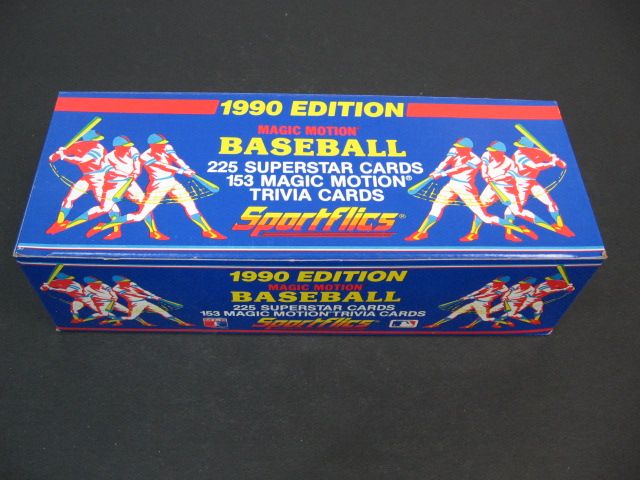 1990 EDITION
MAGIC MOTION
BASEBALL
225 SUPERSTAR CARDS
153 MAGIC MOTION®
TRIVIA CARDS
Sportflics®
1990 EDITION
MAGIC MOTION
BASEBALL
225 SUPERSTAR CARDS
153 MAGIC MOTION TRIVIA CARDS
Sportflics